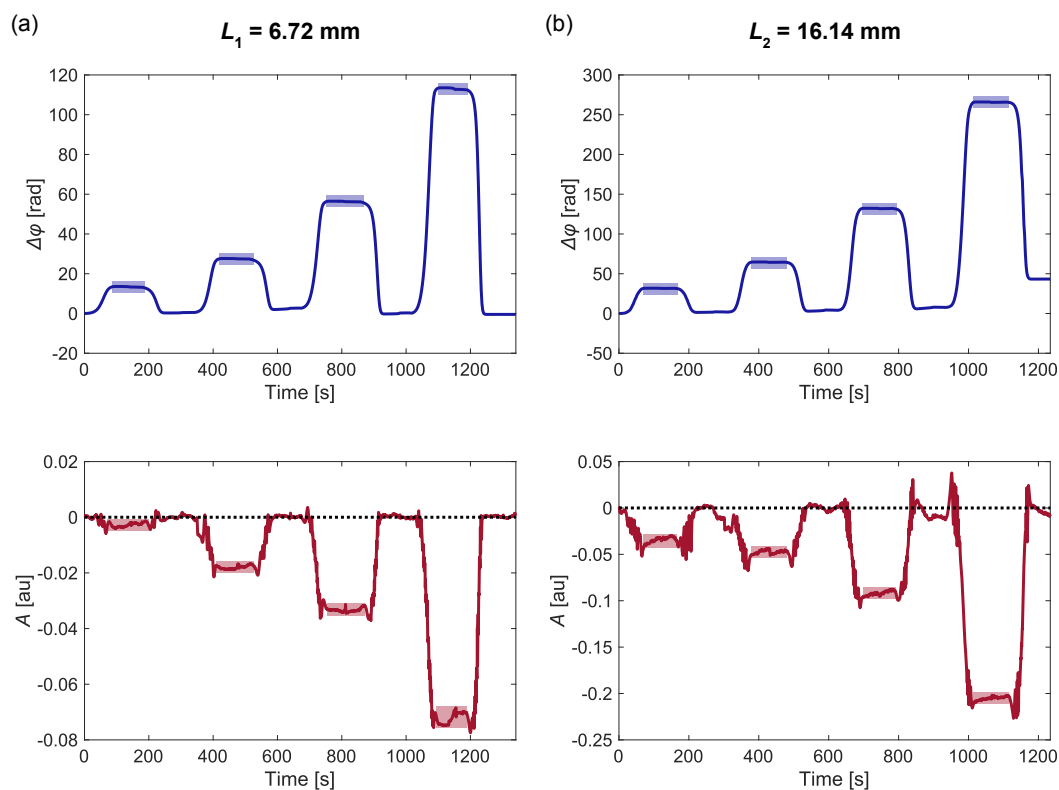 (a)
L1 = 6.72 mm
120
100
80
60
40
20
0
-20
Δφ [rad]
0 200 400 600 800 1000 1200
Time [s]
(b)
L2 = 16.14 mm
300
250
200
150
100
50
0
-50
Δφ [rad]
0 200 400 600 800 1000 1200
Time [s]
0.02
0
-0.02
-0.04
-0.06
-0.08
A [au]
0 200 400 600 800 1000 1200
Time [s]
0.05
0
-0.05
-0.1
-0.15
-0.2
-0.25
A [au]
0 200 400 600 800 1000 1200
Time [s]